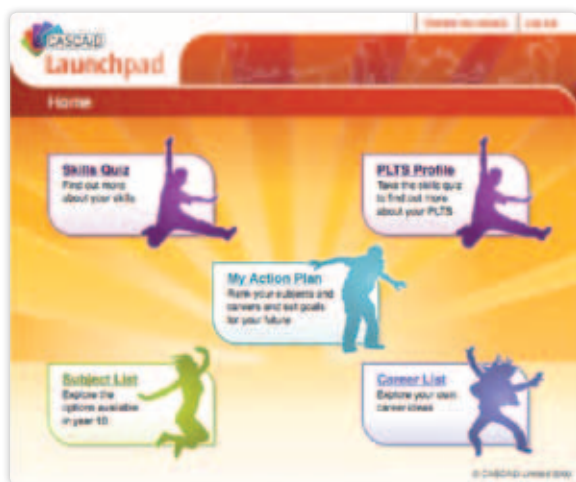 CASCAID
Launchpad
Home
Skills Quiz
Find out more
about your skills
PLTS Profile
Take the skills quiz
to find out more
about your PLTS
My Action Plan
Rank your subjects and
careers and set goals
for your future
Subject List
Explore the
options available
in year 10
Career List
Explore your own
career ideas
© CASCAID Limited